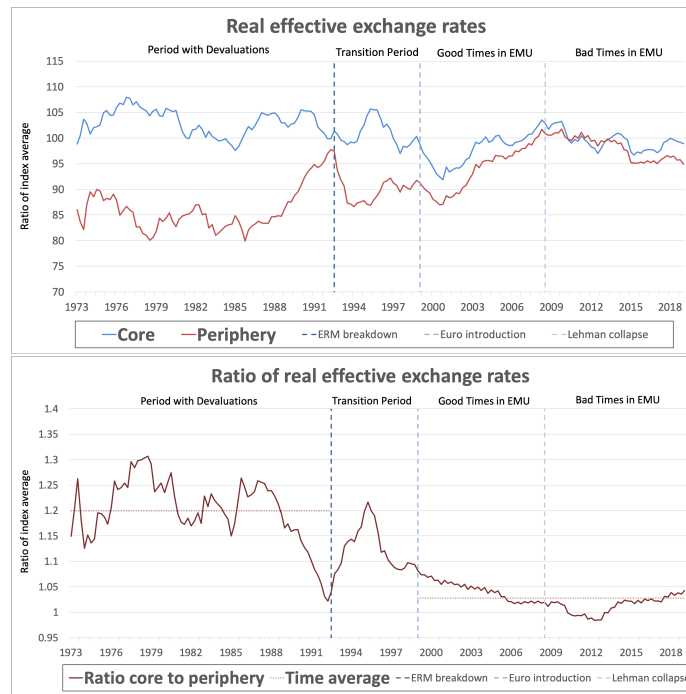 Real effective exchange rates
Period with Devaluations Transition Period Good Times in EMU Bad Times in EMU
Ratio of index average
115
110
105
100
95
90
85
80
75
70
1973 1976 1979 1982 1985 1988 1991 1994 1997 2000 2003 2006 2009 2012 2015 2018
Core Periphery ERM breakdown Euro introduction Lehman collapse
Ratio of real effective exchange rates
Period with Devaluations Transition Period Good Times in EMU Bad Times in EMU
Ratio of index average
1.4
1.35
1.3
1.25
1.2
1.15
1.1
1.05
1
0.95
1973 1976 1979 1982 1985 1988 1991 1994 1997 2000 2003 2006 2009 2012 2015 2018
Ratio core to periphery Time average ERM breakdown Euro introduction Lehman collapse